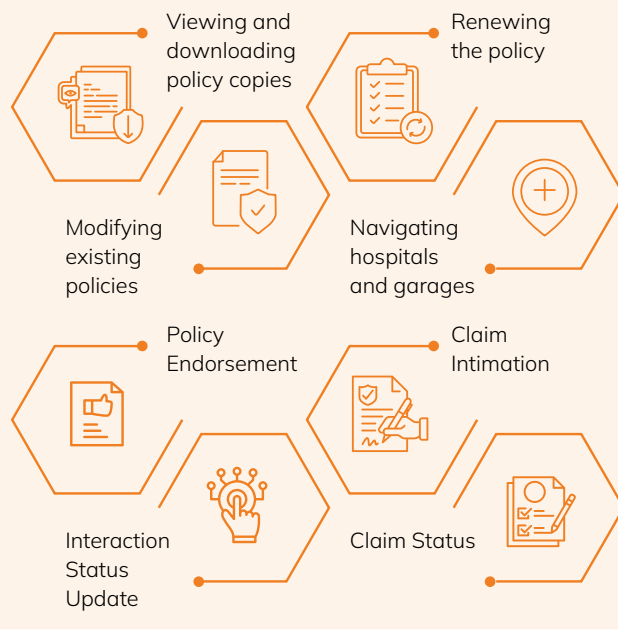 Viewing and
downloading
policy copies
Renewing
the policy
Modifying
existing
policies
Navigating
hospitals
and garages
Policy
Endorsement
Claim
Intimation
Interaction
Status
Update
Claim Status